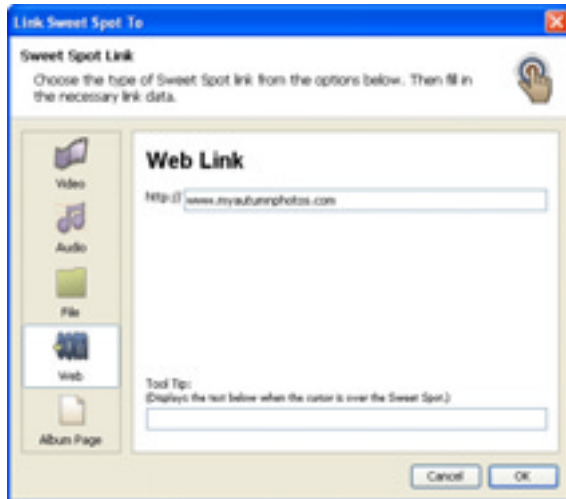 Link Sweet Spot To
Sweet Spot Link
Choose the type of Sweet Spot link from the options below. Then fill in
the necessary link data.
Video
Audio
File
Web
Album Page
Web Link
http:// www.myautumnphotos.com
Tool Tip:
(Displays the text below when the cursor is over the Sweet Spot.)
Cancel
OK